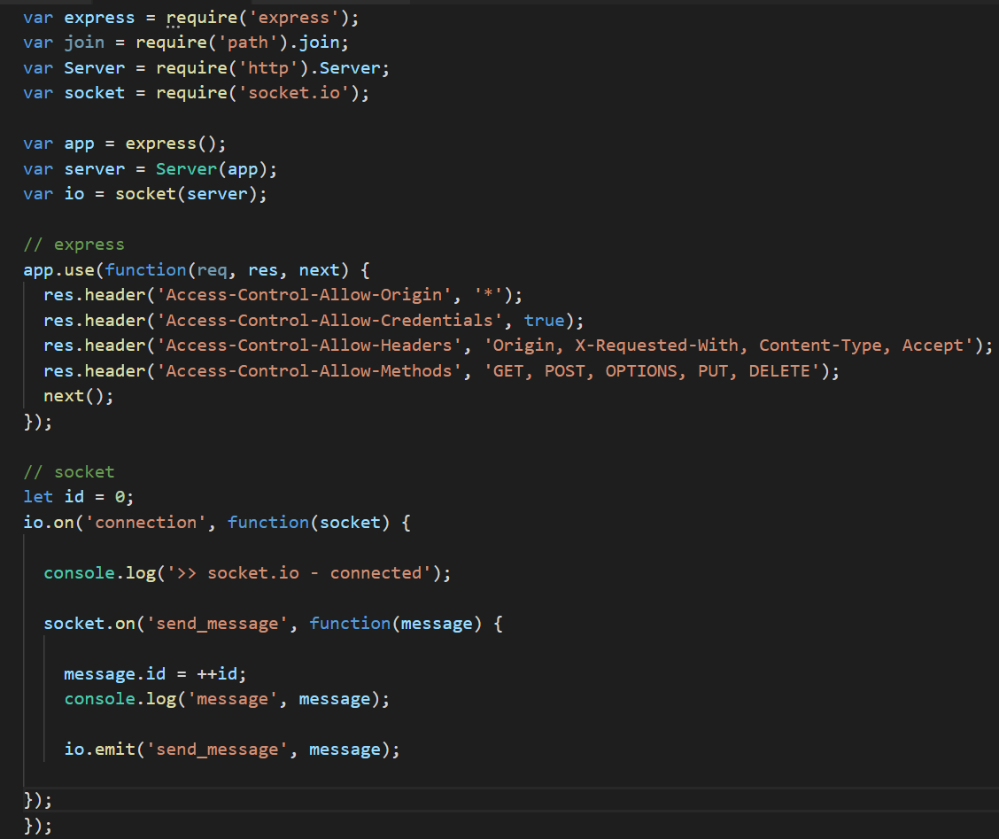 var express = require('express');
var join = require('path').join;
var Server = require('http').Server;
var socket = require('socket.io');

var app = express();
var server = Server(app);
var io = socket(server);

// express
app.use(function(req, res, next) {
  res.header('Access-Control-Allow-Origin', '*');
  res.header('Access-Control-Allow-Credentials', true);
  res.header('Access-Control-Allow-Headers', 'Origin, X-Requested-With, Content-Type, Accept');
  res.header('Access-Control-Allow-Methods', 'GET, POST, OPTIONS, PUT, DELETE');
  next();
});

// socket
let id = 0;
io.on('connection', function(socket) {

  console.log('>> socket.io - connected');

  socket.on('send_message', function(message) {

    message.id = ++id;
    console.log('message', message);

    io.emit('send_message', message);

});
});